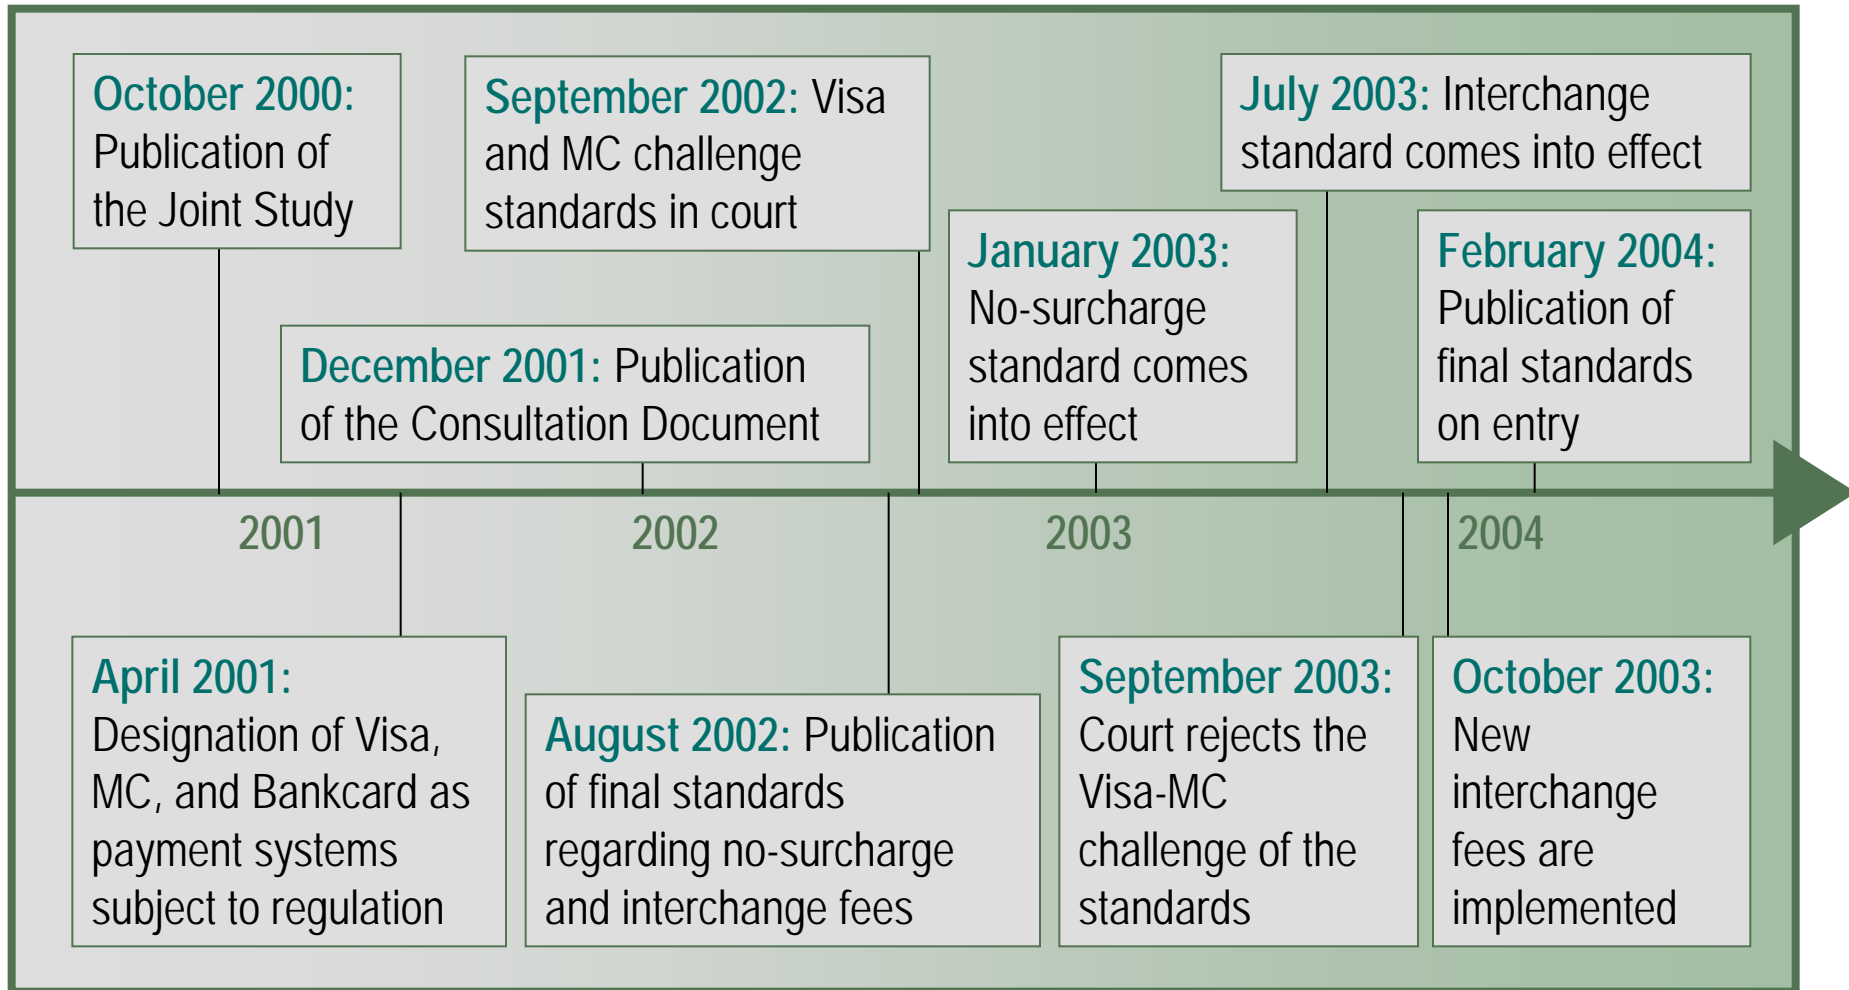 October 2000:
Publication of
the Joint Study
September 2002: Visa
and MC challenge
standards in court
July 2003: Interchange
standard comes into effect
December 2001: Publication
of the Consultation Document
January 2003:
No-surcharge
standard comes
into effect
February 2004:
Publication of
final standards
on entry
2001
2002
2003
2004
April 2001:
Designation of Visa,
MC, and Bankcard as
payment systems
subject to regulation
August 2002: Publication
of final standards
regarding no-surcharge
and interchange fees
September 2003:
Court rejects the
Visa-MC
challenge of the
standards
October 2003:
New
interchange
fees are
implemented